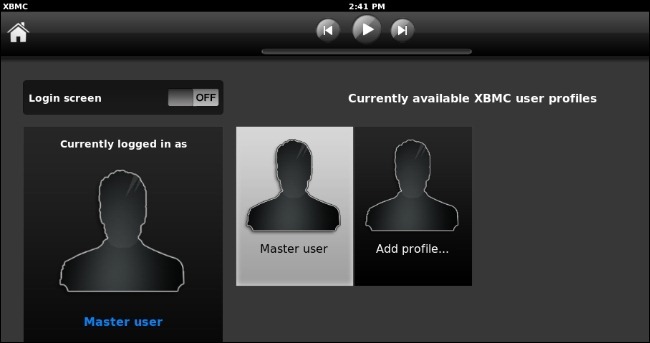 XBMC
2:41 PM
Login screen
OFF
Currently available XBMC user profiles
Currently logged in as
Master user
Master user
Add profile...